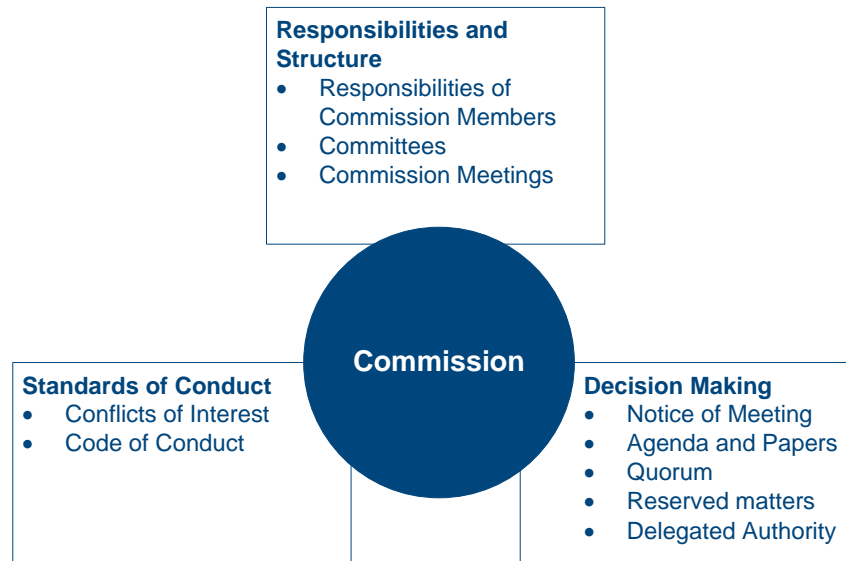 Responsibilities and
Structure
• Responsibilities of
Commission Members
• Committees
• Commission Meetings
Commission
Standards of Conduct
• Conflicts of Interest
• Code of Conduct
Decision Making
• Notice of Meeting
• Agenda and Papers
• Quorum
• Reserved matters
• Delegated Authority